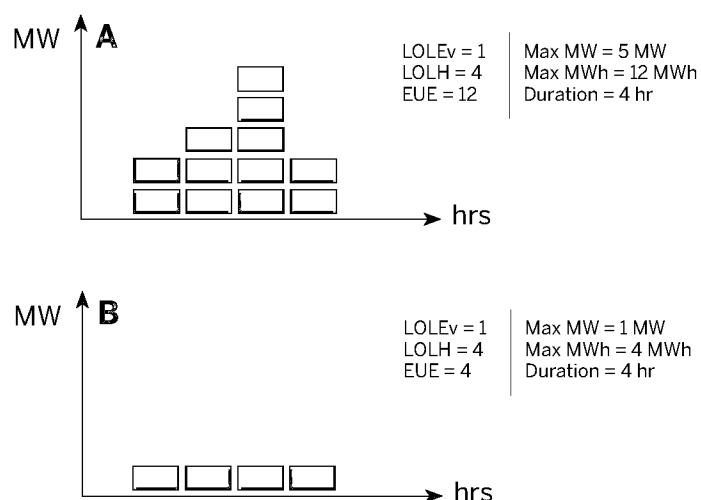 MW A
LOLEv = 1 Max MW = 5 MW
LOLH = 4 Max MWh = 12 MWh
EUE = 12 Duration = 4 hr
hrs
MW B
LOLEv = 1 Max MW = 1 MW
LOLH = 4 Max MWh = 4 MWh
EUE = 4 Duration = 4 hr
hrs